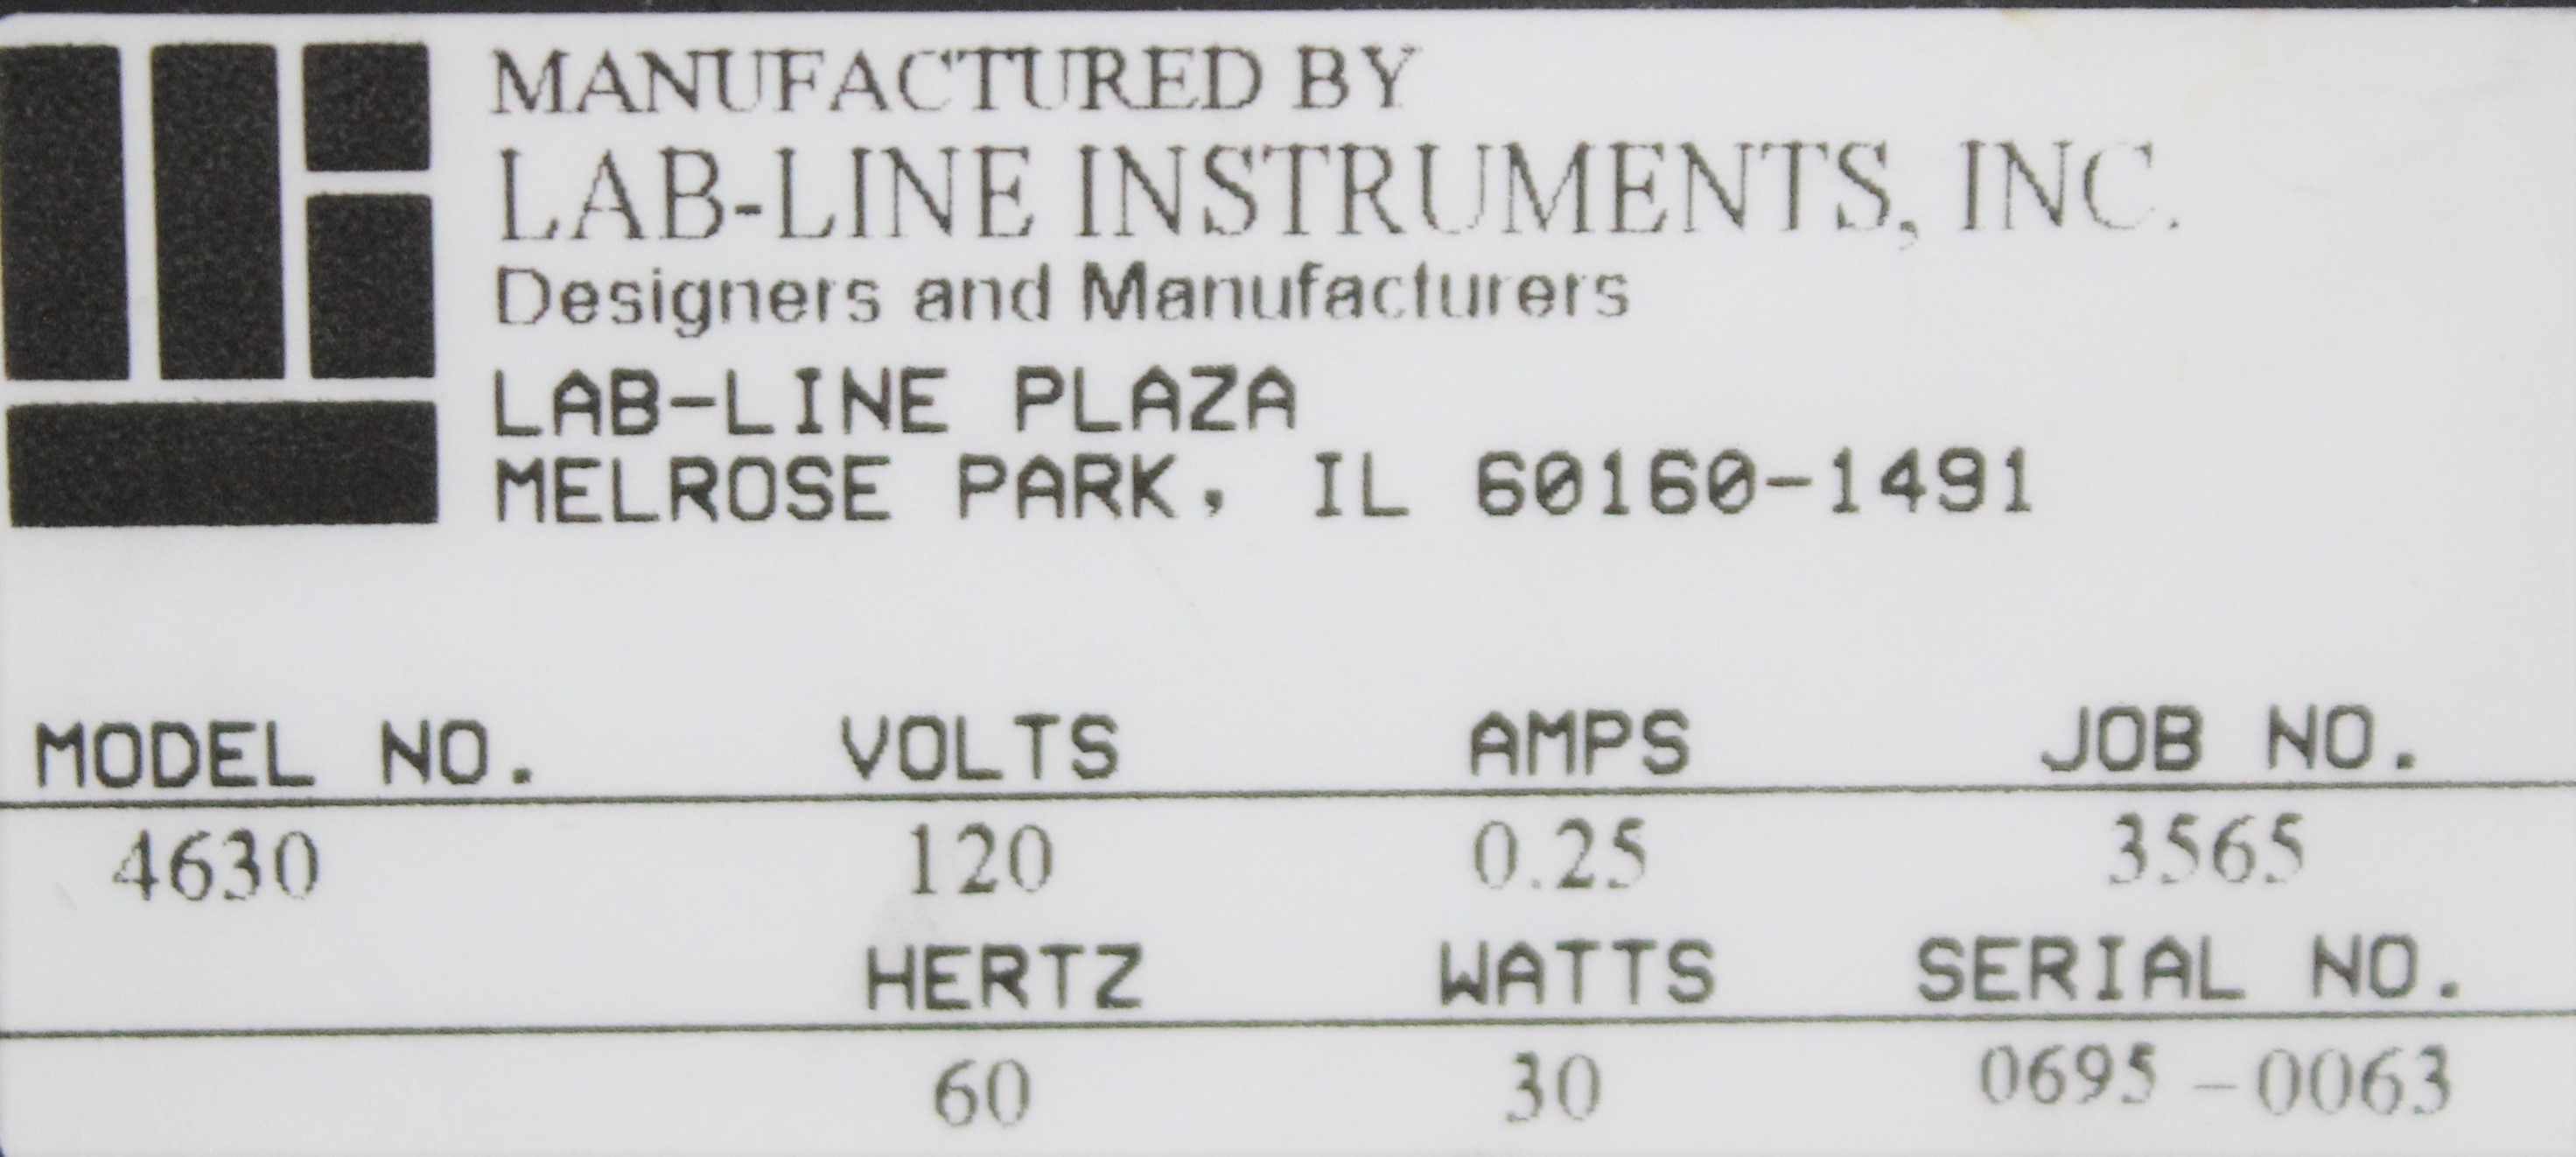 MANUFACTURED BY
LAB-LINE INSTRUMENTS, INC.
Designers and Manufacturers
LAB-LINE PLAZA
MELROSE PARK, IL 60160-1491
MODEL NO. VOLTS AMPS JOB NO.
4630 120 0.25 3565
HERTZ WATTS SERIAL NO.
60 30 0695 - 0063